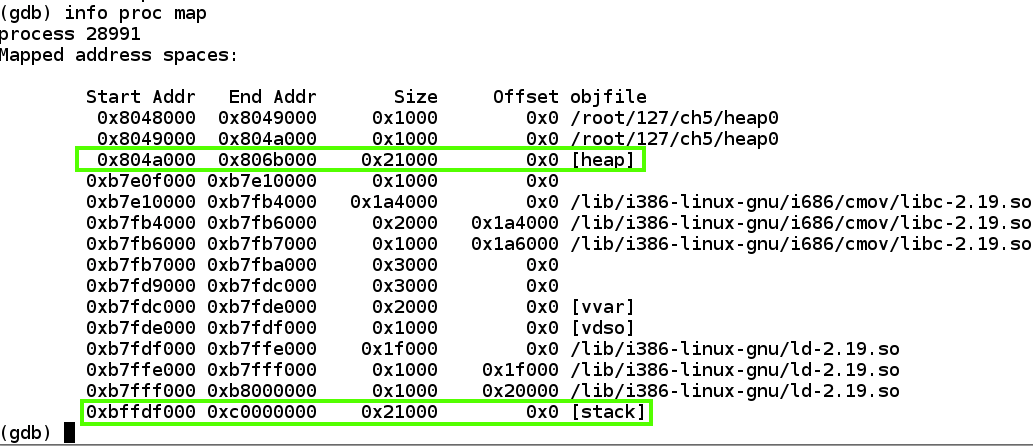 (gdb) info proc map
process 28991
Mapped address spaces:
Start Addr End Addr Size Offset objfile
0x8048000 0x8049000 0x1000 0x0 /root/127/ch5/heap0
0x8049000 0x804a000 0x1000 0x0 /root/127/ch5/heap0
0x804a000 0x806b000 0x21000 0x0 [heap]
0xb7e0f000 0xb7e10000 0x1000 0x0
0xb7e10000 0xb7fb4000 0x1a4000 0x0 /lib/i386-linux-gnu/i686/cmov/libc-2.19.so
0xb7fb4000 0xb7fb6000 0x2000 0x1a4000 /lib/i386-linux-gnu/i686/cmov/libc-2.19.so
0xb7fb6000 0xb7fb7000 0x1000 0x1a6000 /lib/i386-linux-gnu/i686/cmov/libc-2.19.so
0xb7fb7000 0xb7fba000 0x3000 0x0
0xb7fd9000 0xb7fdc000 0x3000 0x0
0xb7fdc000 0xb7fde000 0x2000 0x0 [vvar]
0xb7fde000 0xb7fdf000 0x1000 0x0 [vdso]
0xb7fdf000 0xb7ffe000 0x1f000 0x0 /lib/i386-linux-gnu/ld-2.19.so
0xb7ffe000 0xb7fff000 0x1000 0x1f000 /lib/i386-linux-gnu/ld-2.19.so
0xb7fff000 0xb8000000 0x1000 0x20000 /lib/i386-linux-gnu/ld-2.19.so
0xbffdf000 0xc0000000 0x21000 0x0 [stack]
(gdb)